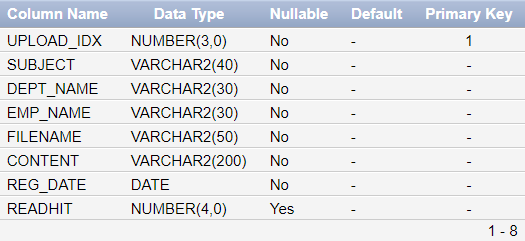 Column Name Data Type Nullable Default Primary Key
UPLOAD_IDX NUMBER(3,0) No - 1
SUBJECT VARCHAR2(40) No - -
DEPT_NAME VARCHAR2(30) No - -
EMP_NAME VARCHAR2(30) No - -
FILENAME VARCHAR2(50) No - -
CONTENT VARCHAR2(200) No - -
REG_DATE DATE No - -
READHIT NUMBER(4,0) Yes - -
1 - 8